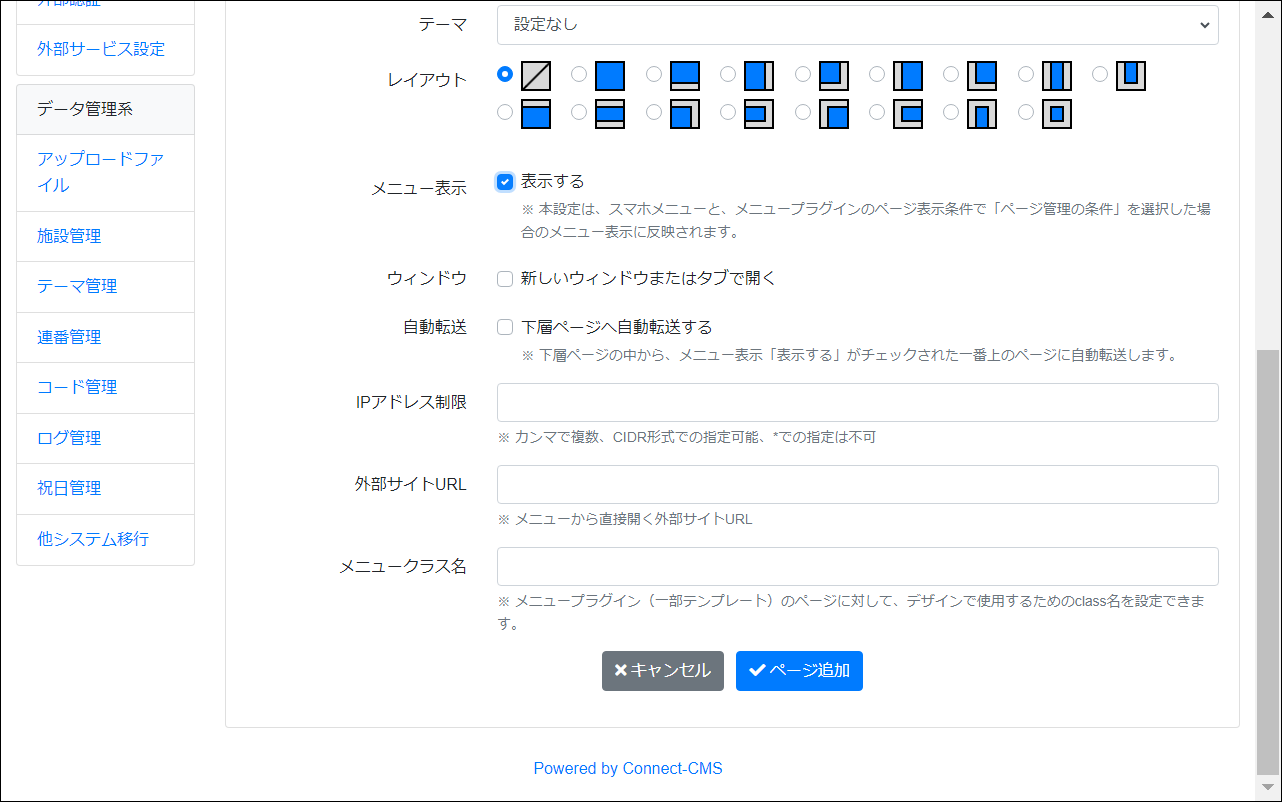 外部認証
外部サービス設定
データ管理系
アップロードファ
イル
施設管理
テーマ管理
連番管理
コード管理
ログ管理
祝日管理
他システム移行
テーマ
設定なし
レイアウト
メニュー表示
表示する
※ 本設定は、スマホメニューと、メニュープラグインのページ表示条件で「ページ管理の条件」を選択した場
合のメニュー表示に反映されます。
ウィンドウ
新しいウィンドウまたはタブで開く
自動転送
下層ページへ自動転送する
※ 下層ページの中から、メニュー表示「表示する」がチェックされた一番上のページに自動転送します。
IPアドレス制限
※ カンマで複数、CIDR形式での指定可能、*での指定は不可
外部サイトURL
※ メニューから直接開く外部サイトURL
メニュークラス名
※ メニュープラグイン（一部テンプレート）のページに対して、デザインで使用するためのclass名を設定できま
す。
キャンセル
ページ追加
Powered by Connect-CMS